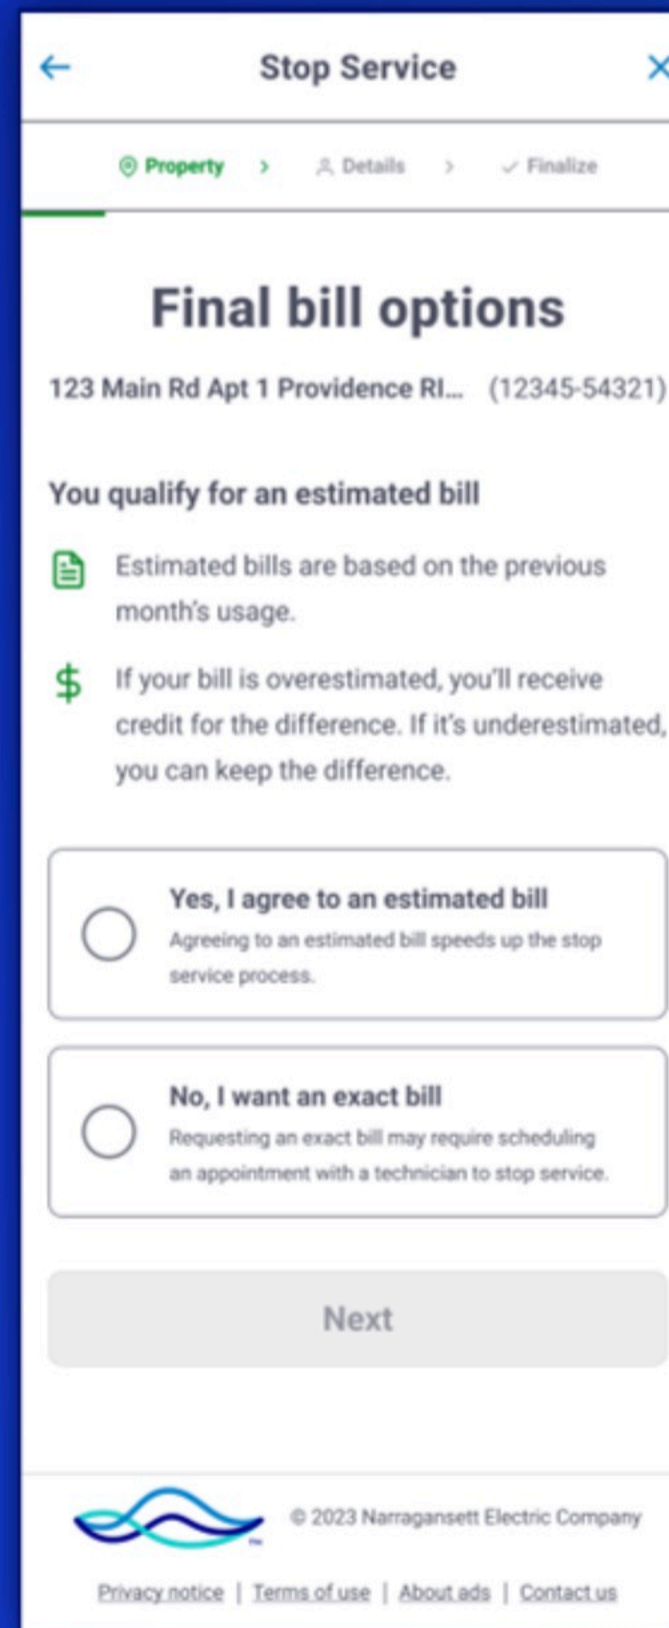 Stop Service
Property > Details > Finalize
Final bill options
123 Main Rd Apt 1 Providence RI... (12345-54321)
You qualify for an estimated bill
Estimated bills are based on the previous
month's usage.
If your bill is overestimated, you'll receive
credit for the difference. If it's underestimated,
you can keep the difference.
Yes, I agree to an estimated bill
Agreeing to an estimated bill speeds up the stop
service process.
No, I want an exact bill
Requesting an exact bill may require scheduling
an appointment with a technician to stop service.
Next
© 2023 Narragansett Electric Company
Privacy notice | Terms of use | About ads | Contact us